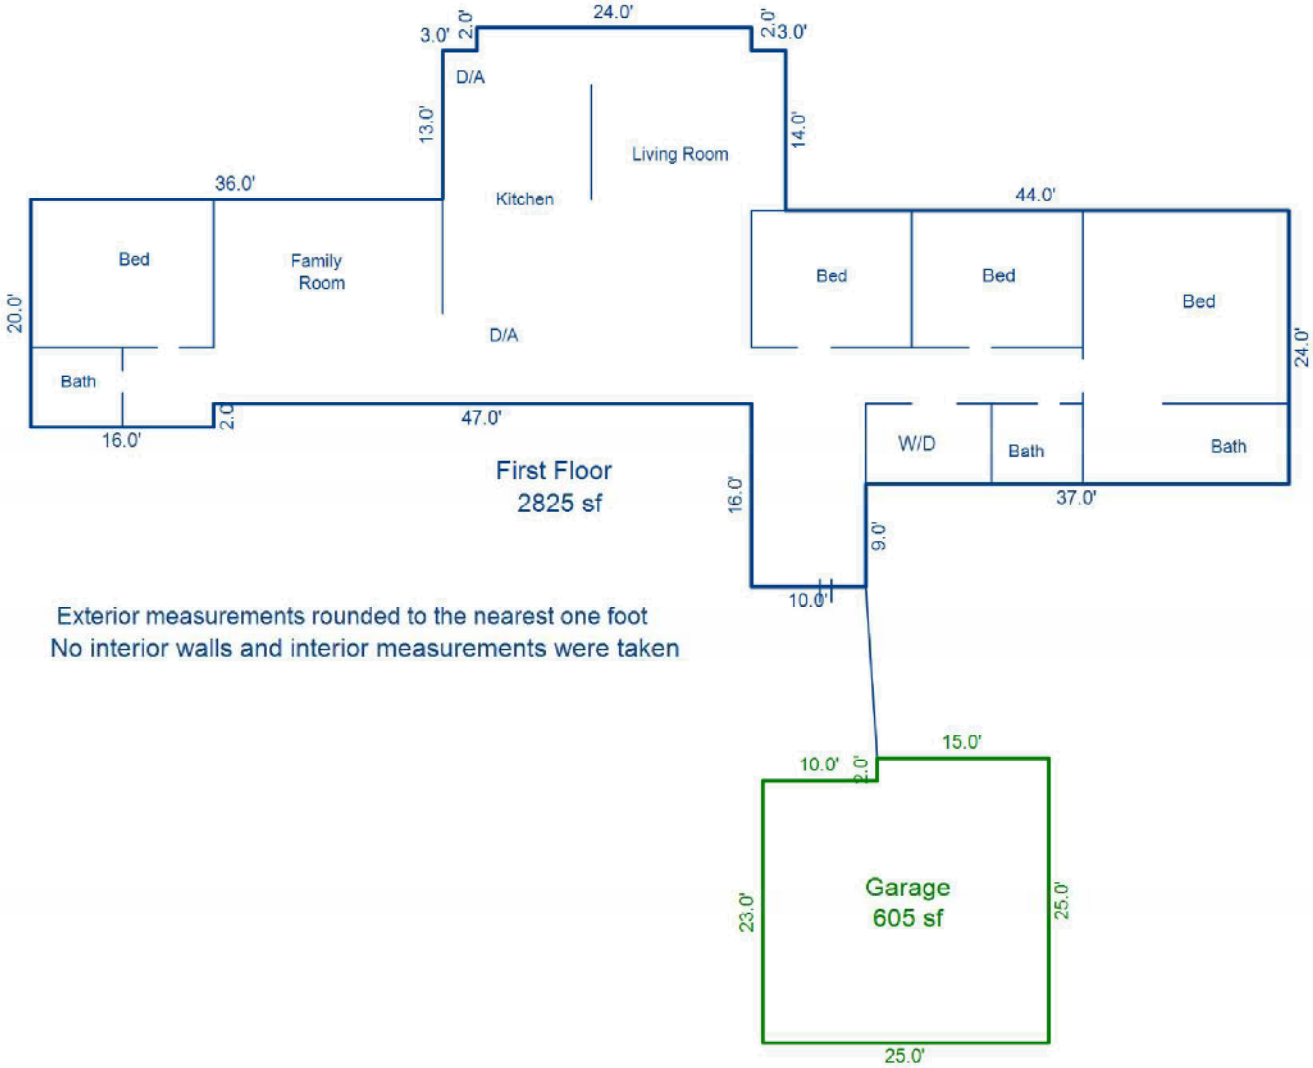 24.0'
3.0'
2.0'
2.0'
3.0'
D/A
13.0'
14.0'
Living Room
36.0'
Kitchen
44.0'
Bed
Family
Room
Bed
Bed
Bed
20.0'
D/A
24.0'
Bath
2.0
16.0'
47.0'
W/D
Bath
Bath
First Floor
2825 sf
16.0'
37.0'
9.0'
10.0'
Exterior measurements rounded to the nearest one foot
No interior walls and interior measurements were taken
15.0'
10.0'
2.0'
Garage
605 sf
23.0'
25.0'
25.0'